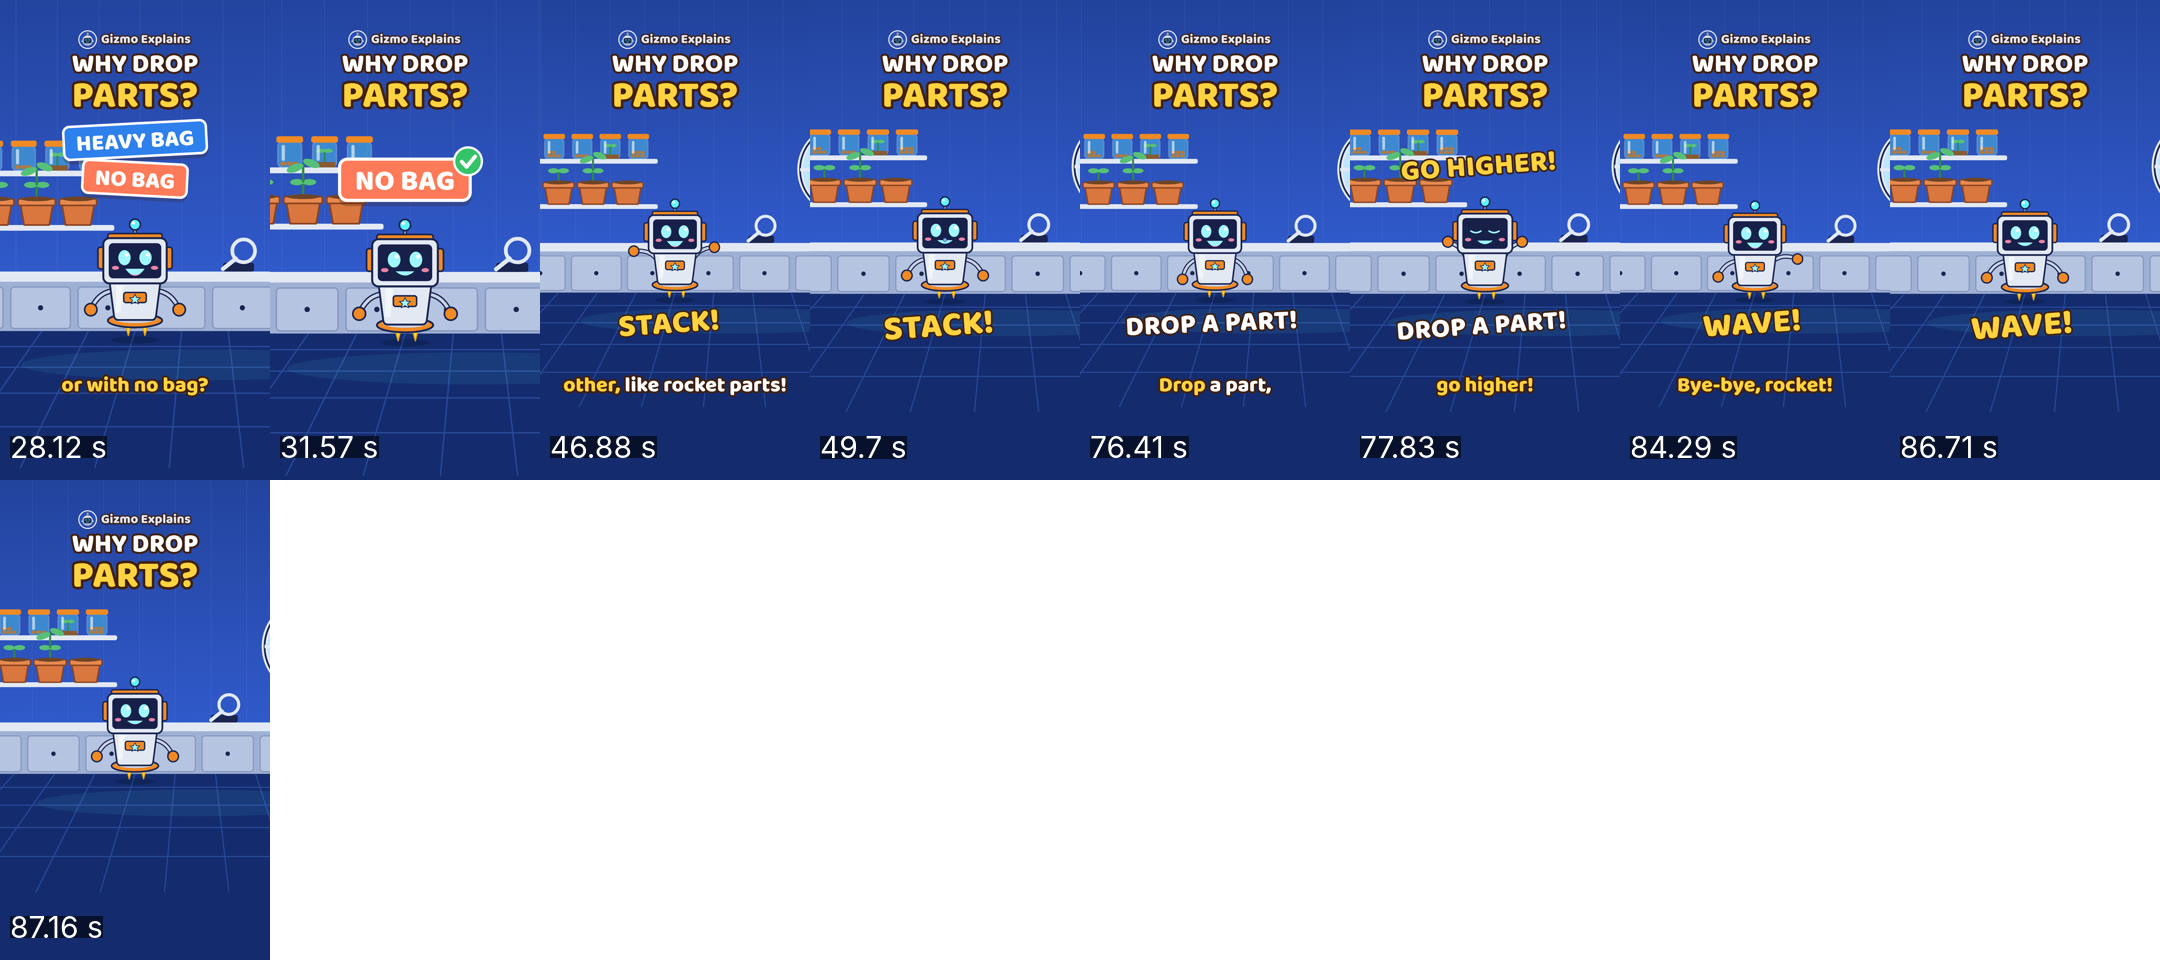 Gizmo Explains
WHY DROP
PARTS?
HEAVY BAG
NO BAG
or with no bag?
28.12 s
Gizmo Explains
WHY DROP
PARTS?
NO BAG
31.57 s
Gizmo Explains
WHY DROP
PARTS?
STACK!
other, like rocket parts!
46.88 s
Gizmo Explains
WHY DROP
PARTS?
STACK!
49.7 s
Gizmo Explains
WHY DROP
PARTS?
DROP A PART!
Drop a part,
76.41 s
Gizmo Explains
WHY DROP
PARTS?
GO HIGHER!
DROP A PART!
go higher!
77.83 s
Gizmo Explains
WHY DROP
PARTS?
WAVE!
Bye-bye, rocket!
84.29 s
Gizmo Explains
WHY DROP
PARTS?
WAVE!
86.71 s
Gizmo Explains
WHY DROP
PARTS?
87.16 s